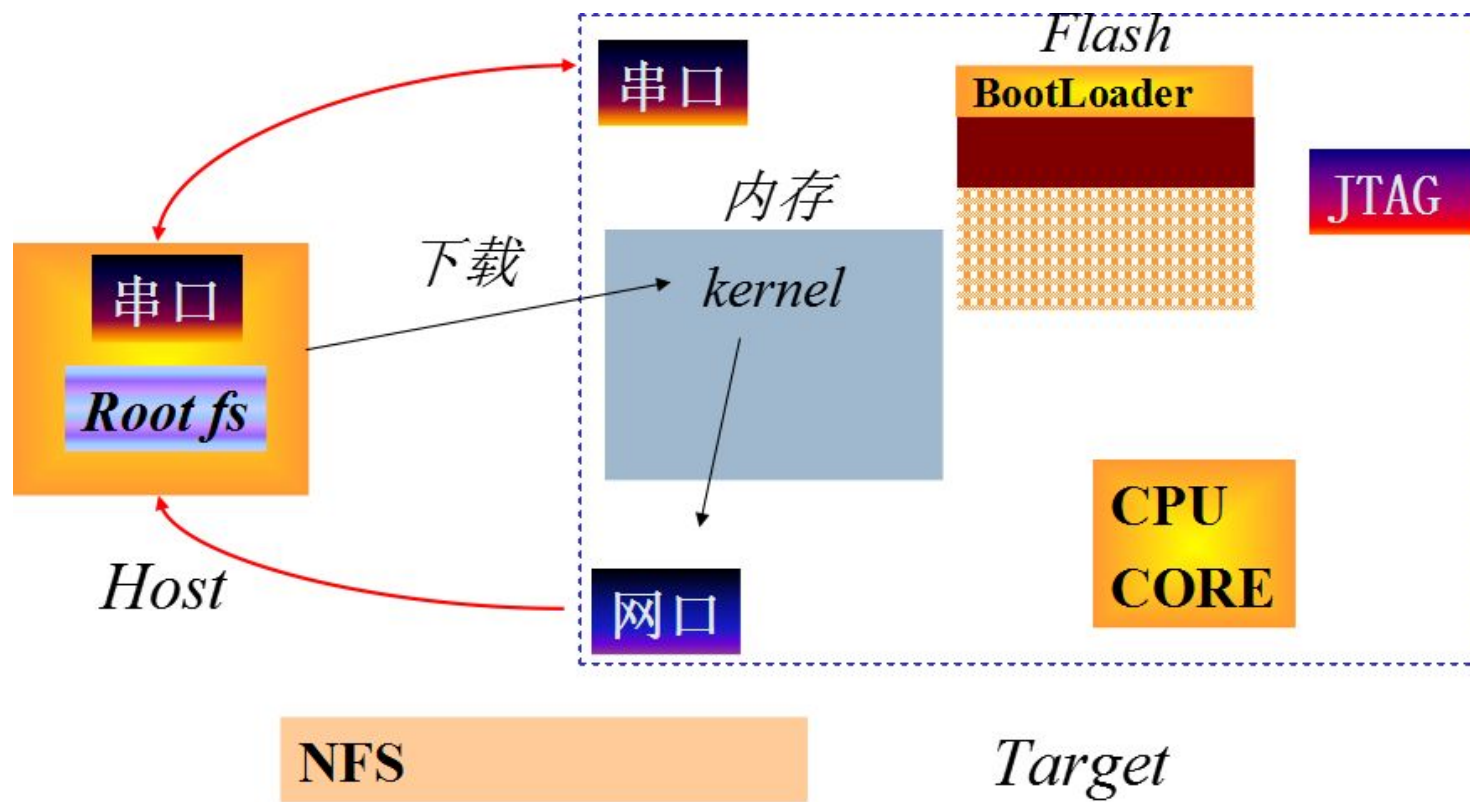 Flash
串口
BootLoader
JTAG
内存
下载
kernel
串口
Root fs
CPU
CORE
Host
网口
NFS
Target